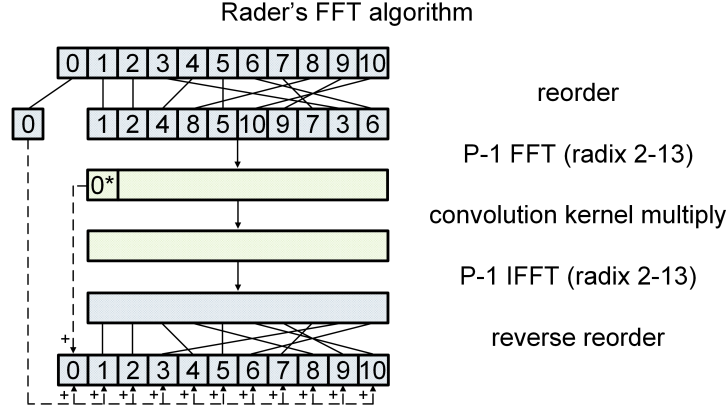 Rader's FFT algorithm
0 1 2 3 4 5 6 7 8 9 10
reorder
0 1 2 4 8 5 10 9 7 3 6
P-1 FFT (radix 2-13)
0*
convolution kernel multiply
P-1 IFFT (radix 2-13)
reverse reorder
+
0 1 2 3 4 5 6 7 8 9 10
+ + + + + + + + + + +